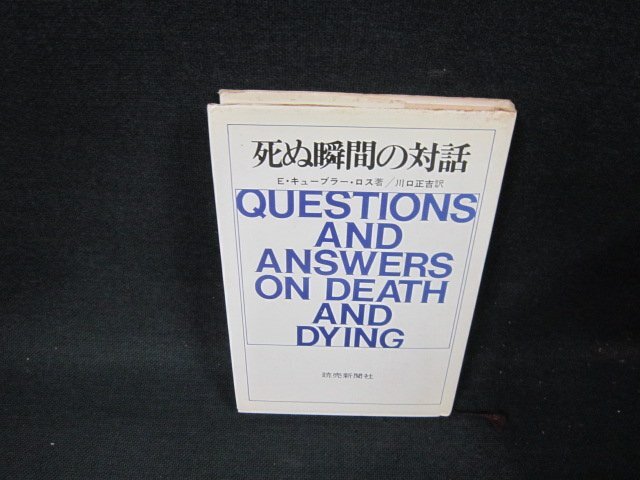 死ぬ瞬間の対話
E・キューブラー・ロス著／川口正吉訳
QUESTIONS
AND
ANSWERS
ON DEATH
AND
DYING
読売新聞社